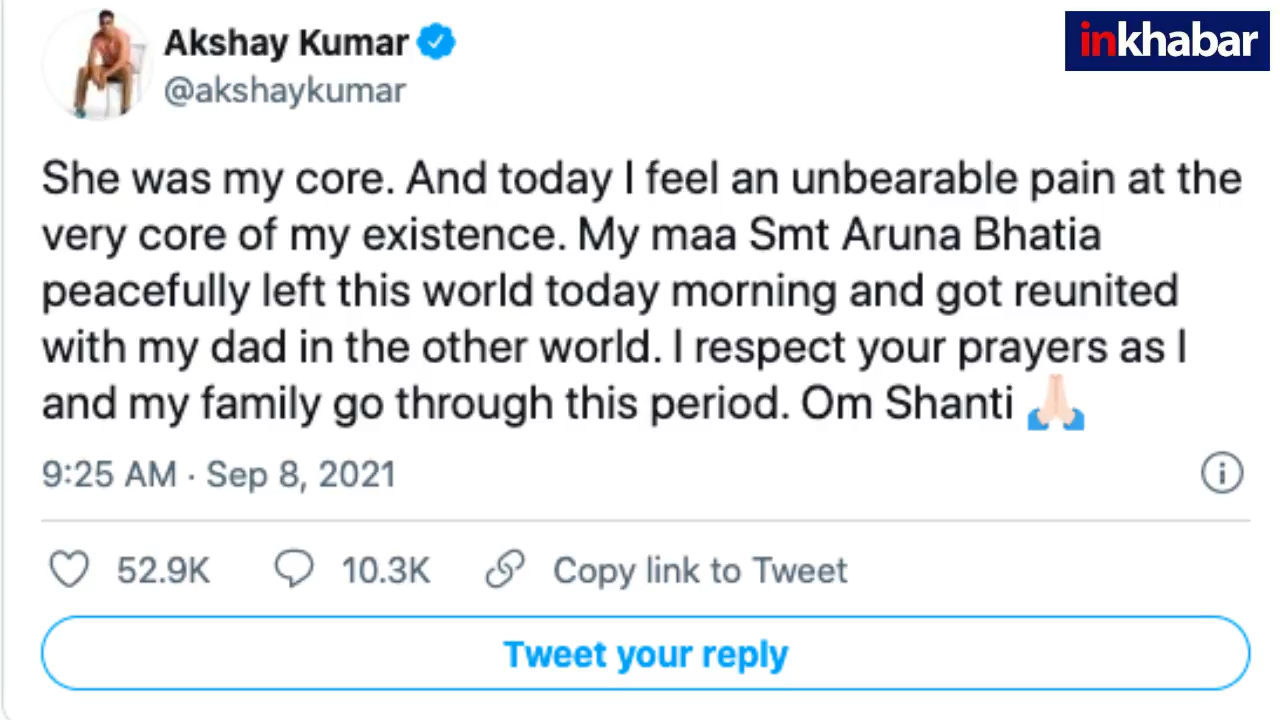 Akshay Kumar
inkhabar
@akshaykumar
She was my core. And today I feel an unbearable pain at the
very core of my existence. My maa Smt Aruna Bhatia
peacefully left this world today morning and got reunited
with my dad in the other world. I respect your prayers as I
and my family go through this period. Om Shanti 🙏🏻
9:25 AM · Sep 8, 2021
52.9K 10.3K Copy link to Tweet
Tweet your reply